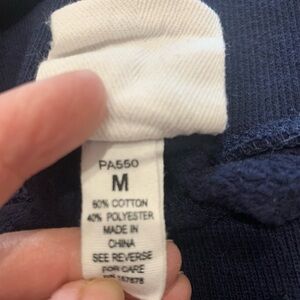 PA550
M
60% COTTON
40% POLYESTER
MADE IN
CHINA
SEE REVERSE
FOR CARE